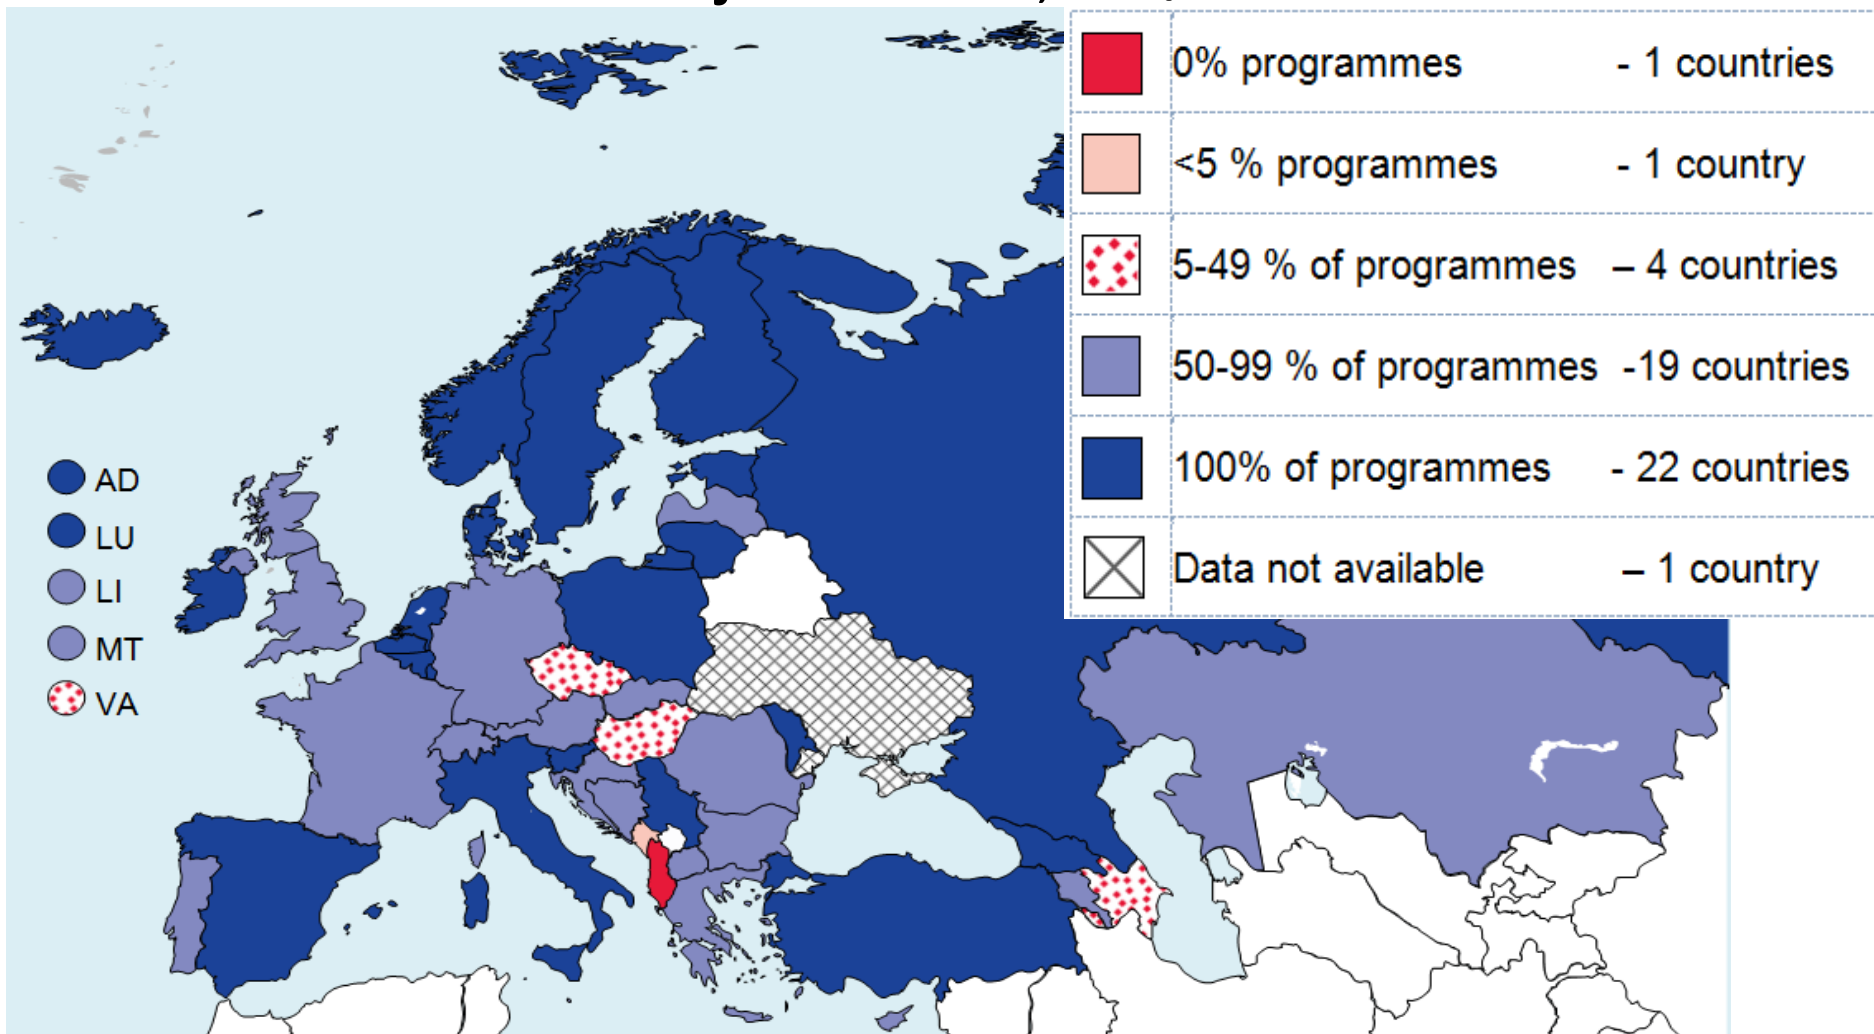 0% programmes - 1 countries
<5 % programmes - 1 country
5-49 % of programmes – 4 countries
50-99 % of programmes -19 countries
100% of programmes - 22 countries
Data not available – 1 country
AD
LU
LI
MT
VA